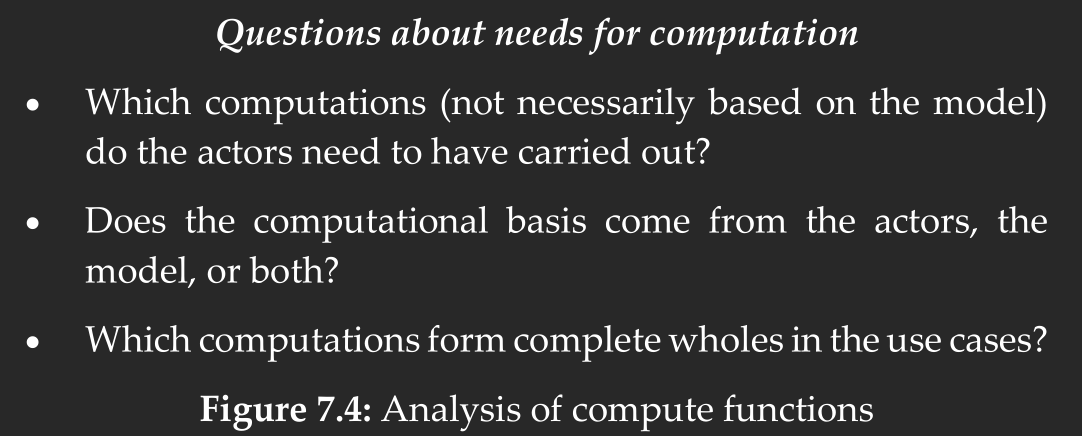 Questions about needs for computation
• Which computations (not necessarily based on the model)
do the actors need to have carried out?
• Does the computational basis come from the actors, the
model, or both?
• Which computations form complete wholes in the use cases?
Figure 7.4: Analysis of compute functions